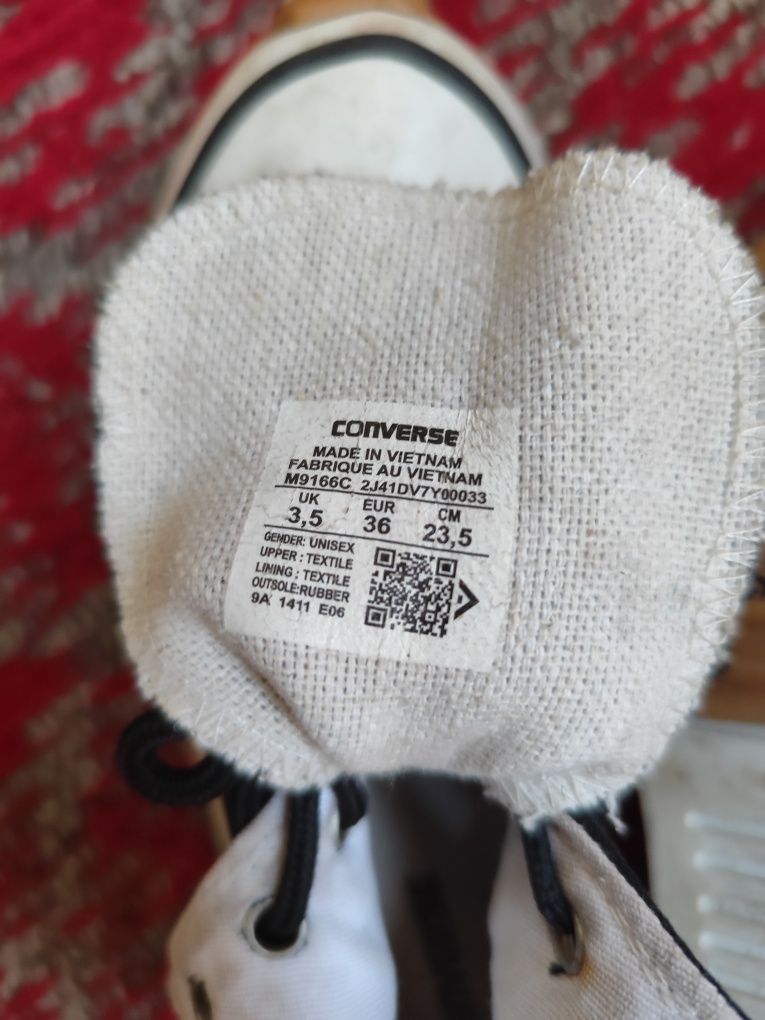 CONVERSE
MADE IN VIETNAM
FABRIQUE AU VIETNAM
M9166C 2J41DV7Y00033
UK EUR CM
3,5 36 23,5
GENDER: UNISEX
UPPER : TEXTILE
LINING : TEXTILE
OUTSOLE:RUBBER
9A 1411 E06